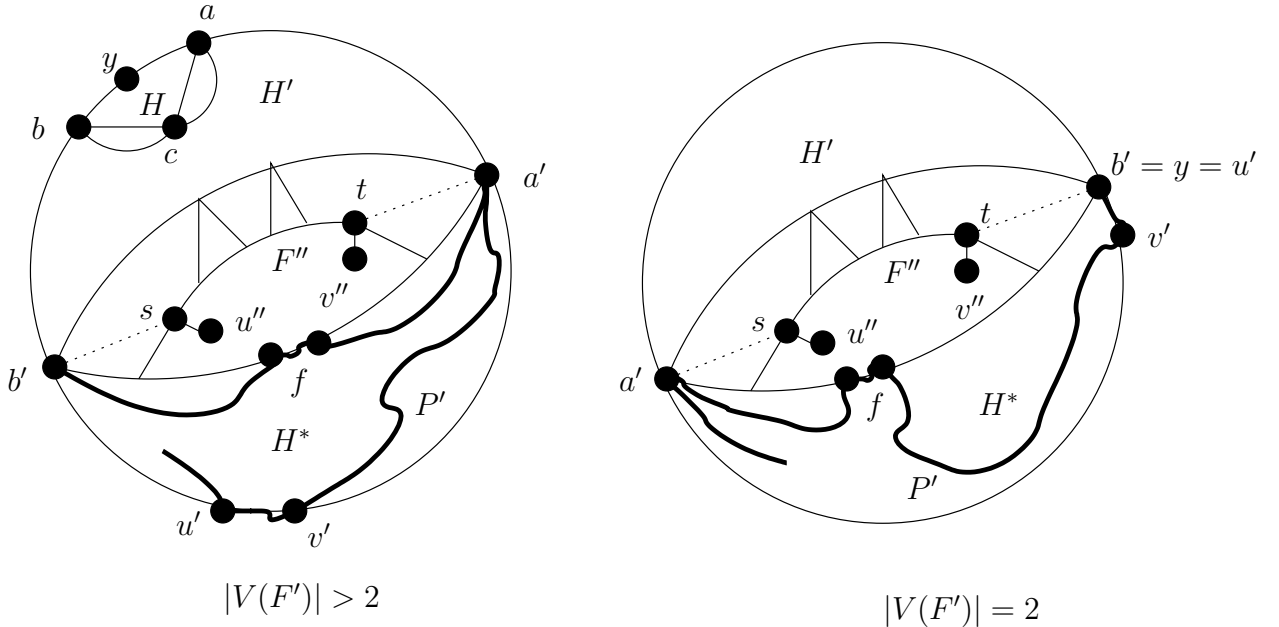 a
y
H
H′
b
c
a′
t
F′′
v′′
s
u′′
b′
f
P′
H*
u′
v′
|V(F′)| > 2
H′
b′ = y = u′
t
v′
F′′
v′′
s
u′′
a′
f
H*
P′
|V(F′)| = 2